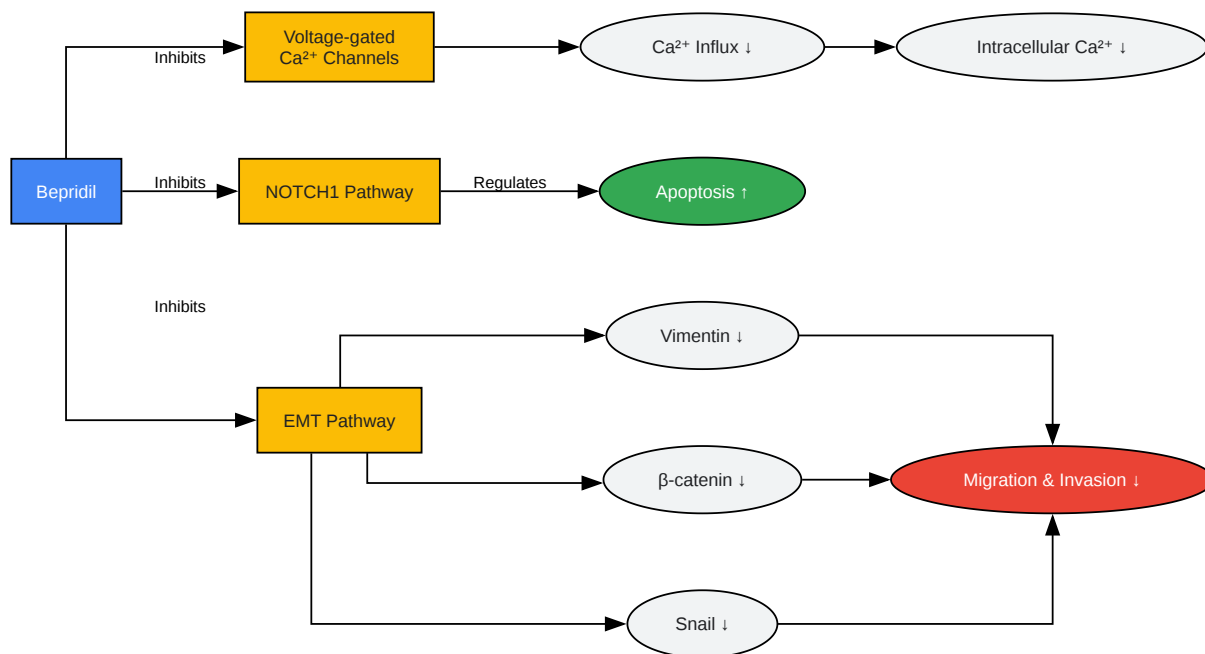 Voltage-gated
Ca²⁺ Channels
Ca²⁺ Influx ↓
Intracellular Ca²⁺ ↓
Inhibits
Bepridil
Inhibits
NOTCH1 Pathway
Regulates
Apoptosis ↑
Inhibits
Vimentin ↓
EMT Pathway
β-catenin ↓
Migration & Invasion ↓
Snail ↓